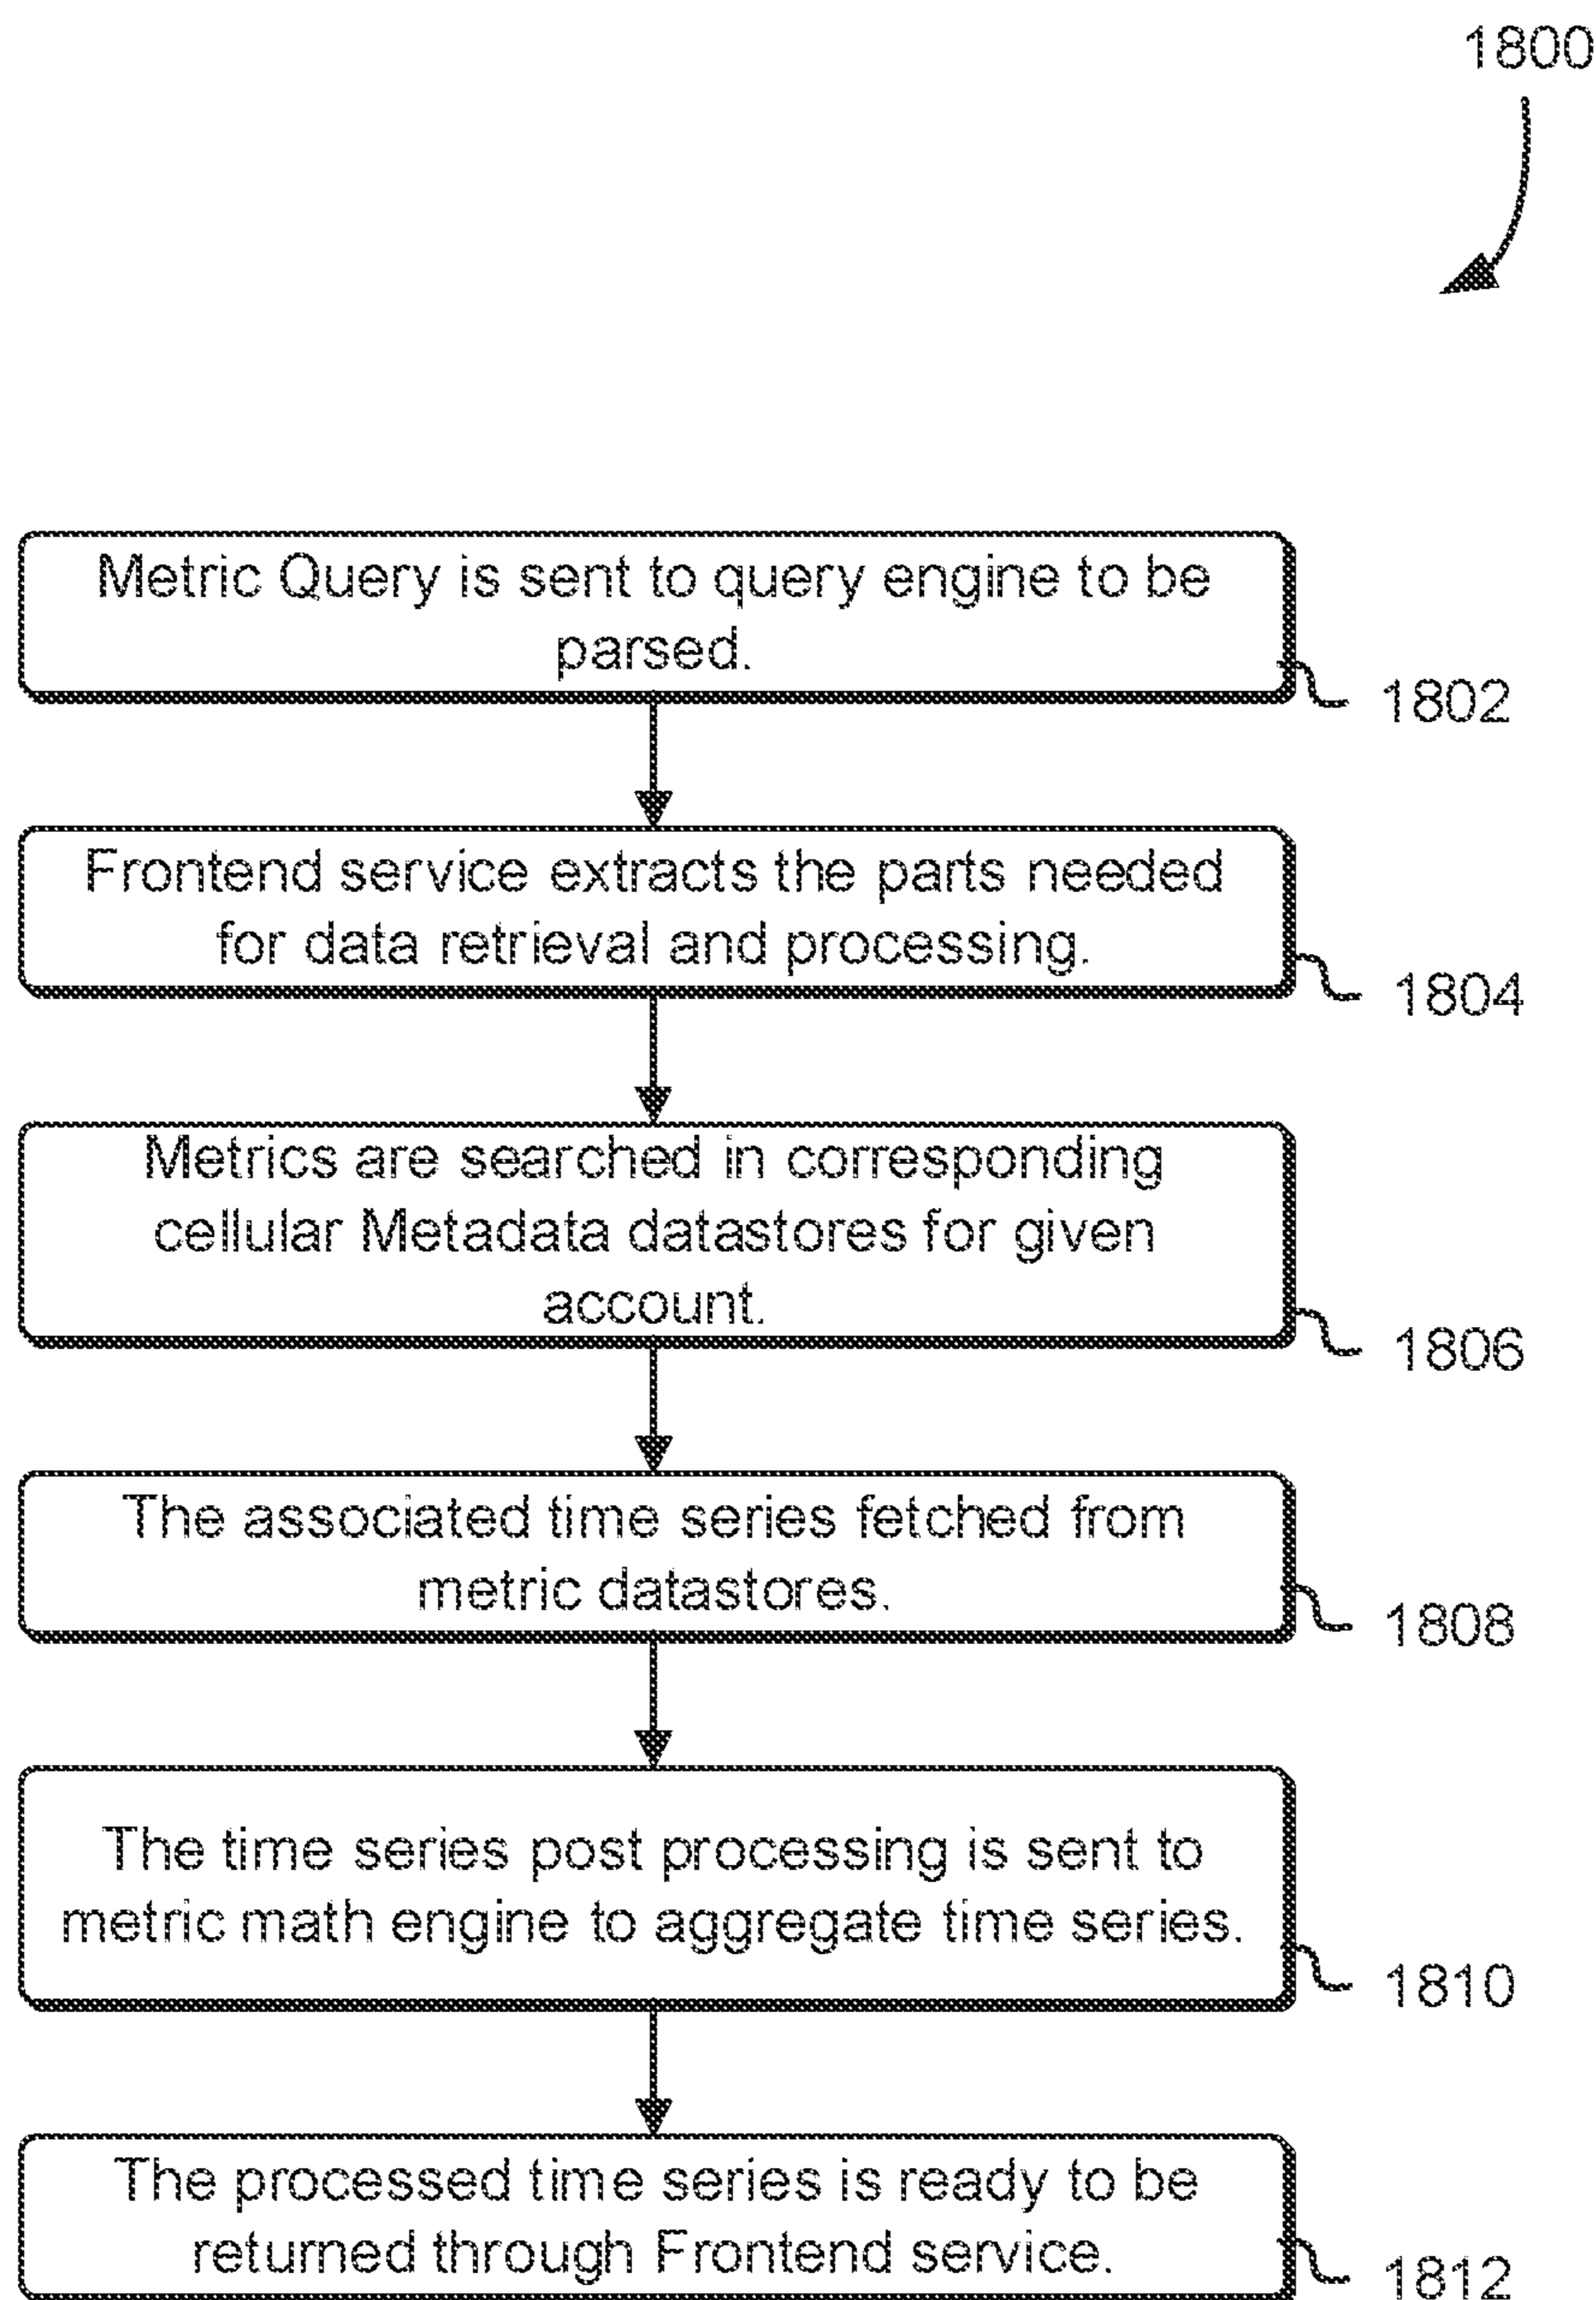 1800
Metric Query is sent to query engine to be
parsed.
1802
Frontend service extracts the parts needed
for data retrieval and processing.
1804
Metrics are searched in corresponding
cellular Metadata datastores for given
account.
1806
The associated time series fetched from
metric datastores.
1808
The time series post processing is sent to
metric math engine to aggregate time series.
1810
The processed time series is ready to be
returned through Frontend service.
1812